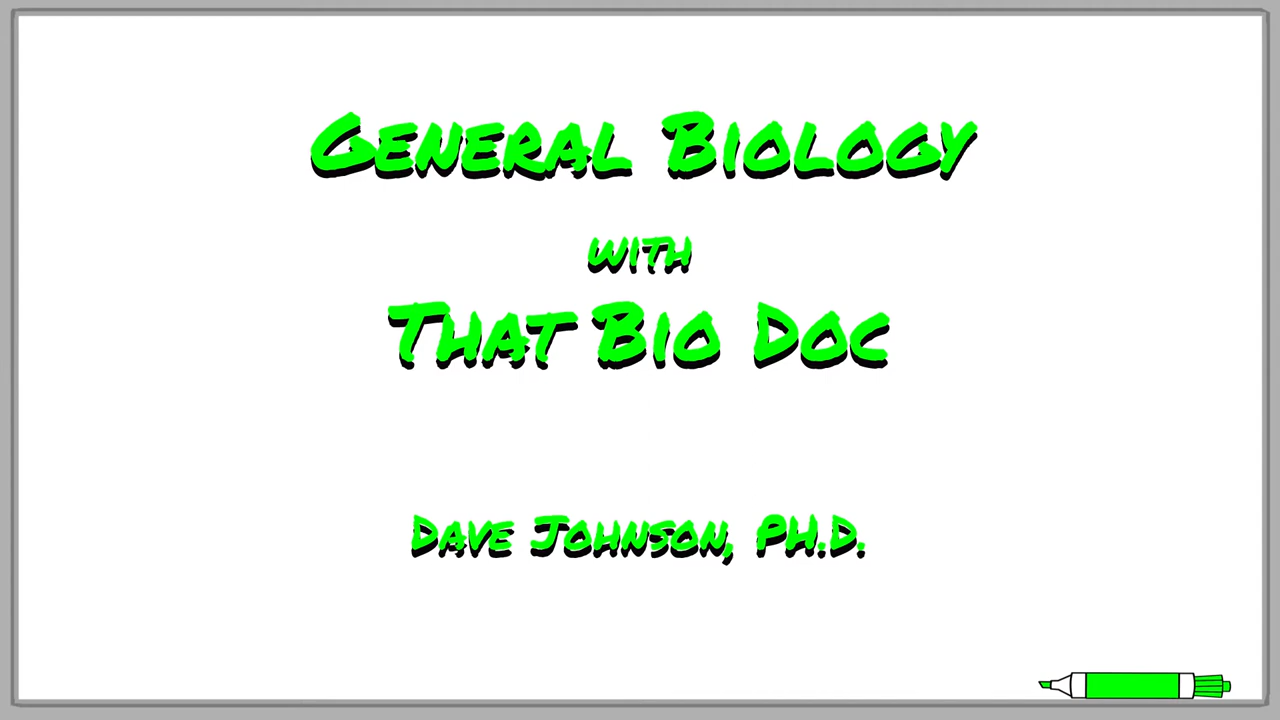 General Biology
with
That Bio Doc
Dave Johnson, PH.D.